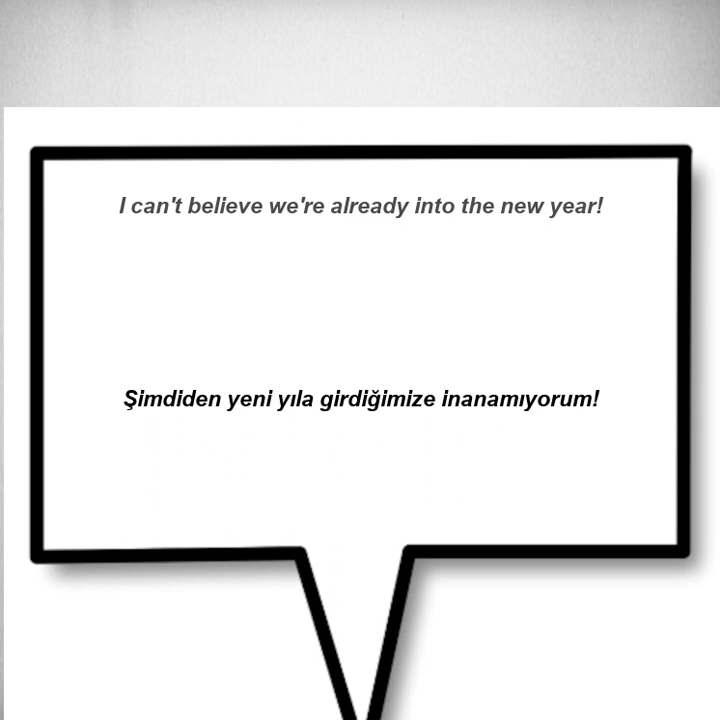 I can't believe we're already into the new year!
Şimdiden yeni yıla girdiğimize inanamıyorum!